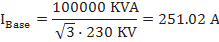 I_Base = 100000 KVA / √3·230 KV = 251.02 A